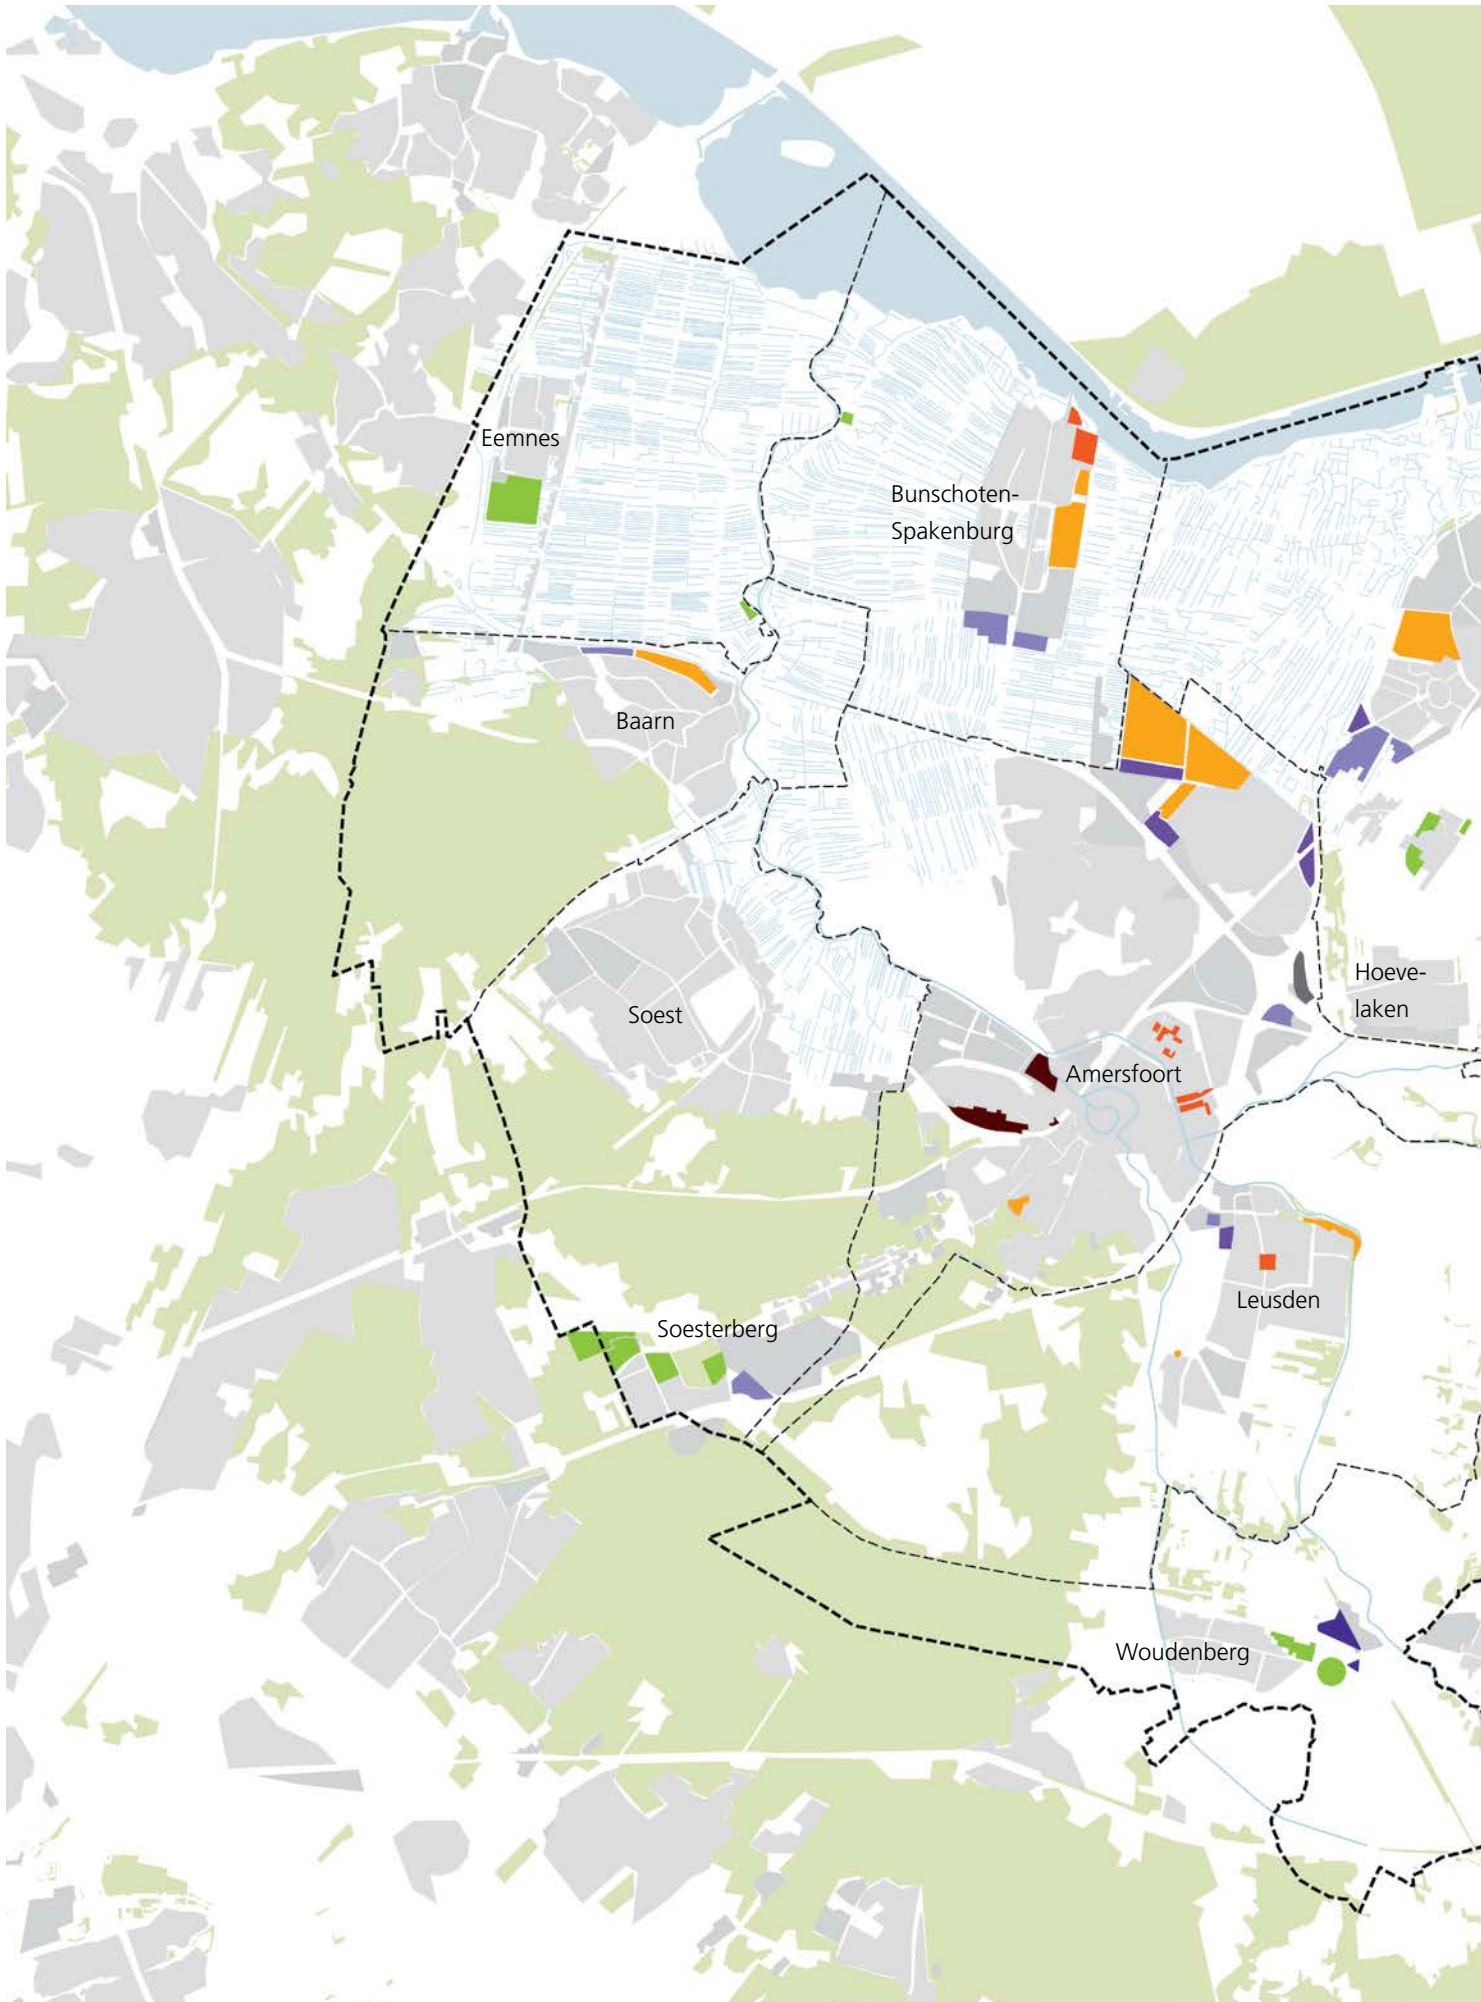 Eemnes
Bunschoten-
Spakenburg
Baarn
Hoeve-
laken
Soest
Amersfoort
Leusden
Soesterberg
Woudenberg